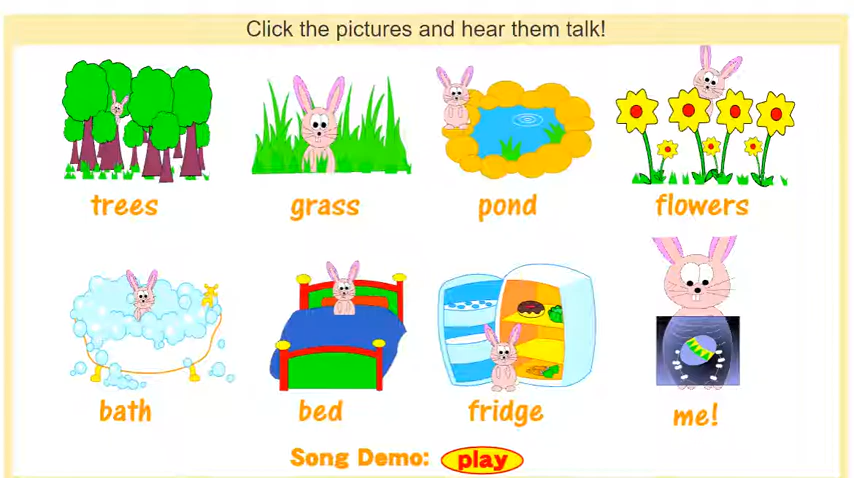 Click the pictures and hear them talk!
trees grass pond flowers
bath bed fridge me!
Song Demo: play